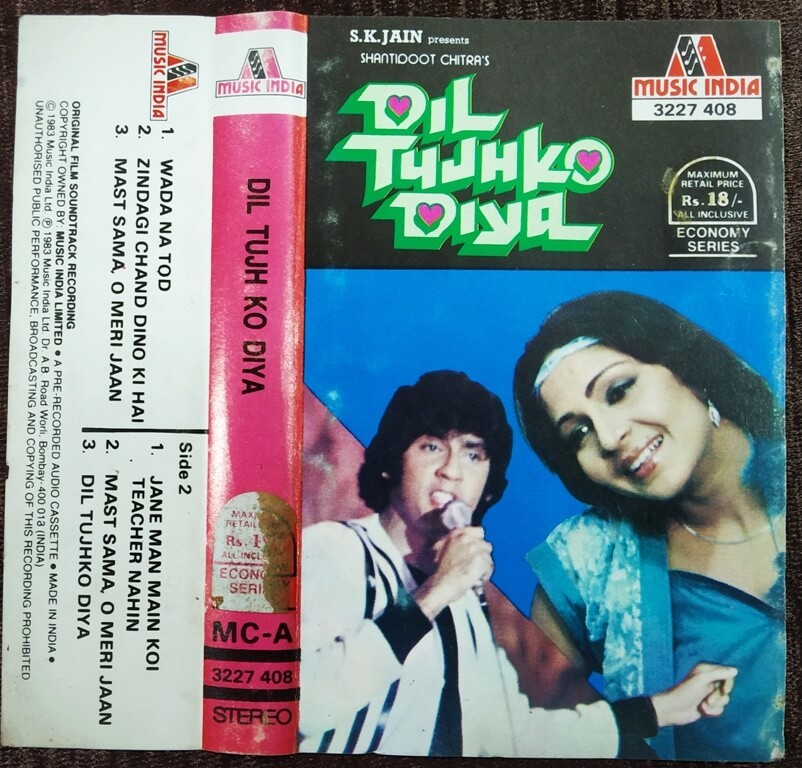 MUSIC INDIA
1. WADA NA TOD
2. ZINDAGI CHAND DINO KI HAI
3. MAST SAMA, O MERI JAAN
Side 2
1. JANE MAN MAIN KOI
TEACHER NAHIN
2. MAST SAMA, O MERI JAAN
3. DIL TUJHKO DIYA
ORIGINAL FILM SOUNDTRACK RECORDING
COPYRIGHT OWNED BY: MUSIC INDIA LIMITED • A PRE-RECORDED AUDIO CASSETTE • MADE IN INDIA •
© 1983 Music India Ltd. ℗ 1983 Music India Ltd. Dr. A.B. Road Worli, Bombay-400 018 (INDIA)
UNAUTHORISED PUBLIC PERFORMANCE, BROADCASTING AND COPYING OF THIS RECORDING PROHIBITED
MUSIC INDIA
DIL TUJH KO DIYA
RETAIL
Rs.
ALL
MC-A
3227 408
STEREO
S.K.JAIN presents
SHANTIDOOT CHITRA'S
DIL
TUJHKO
DIYA
MUSIC INDIA
3227 408
MAXIMUM
RETAIL PRICE
Rs. 18/-
ALL INCLUSIVE
ECONOMY
SERIES